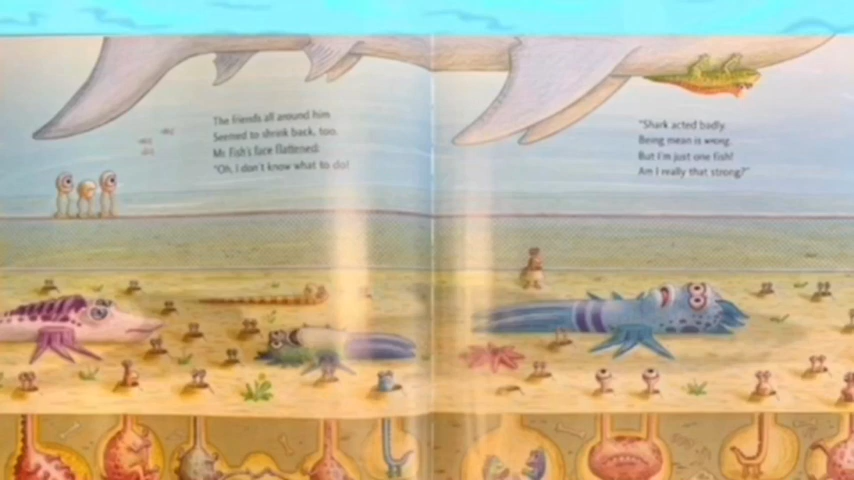 The friends all around him
Seemed to shrink back, too.
Mr. Fish's face flattened:
"Oh, I don't know what to do!
"Shark acted badly.
Being mean is wrong.
But I'm just one fish!
Am I really that strong?"